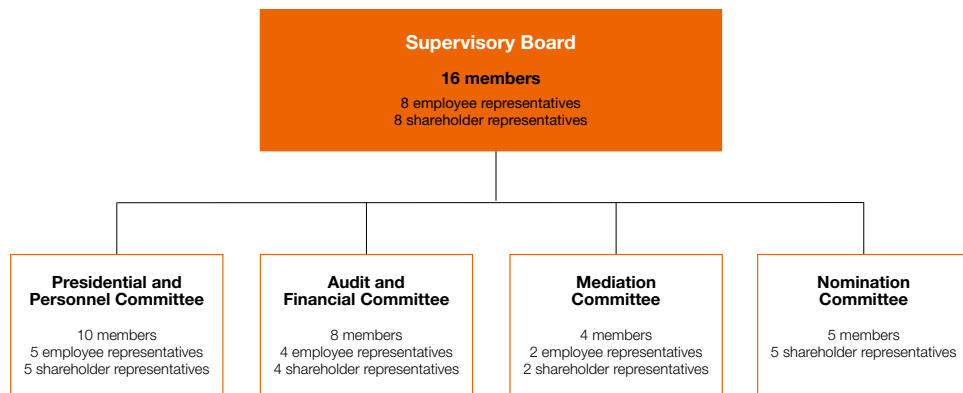 Supervisory Board
16 members
8 employee representatives
8 shareholder representatives
Presidential and
Personnel Committee
10 members
5 employee representatives
5 shareholder representatives
Audit and
Financial Committee
8 members
4 employee representatives
4 shareholder representatives
Mediation
Committee
4 members
2 employee representatives
2 shareholder representatives
Nomination
Committee
5 members
5 shareholder representatives